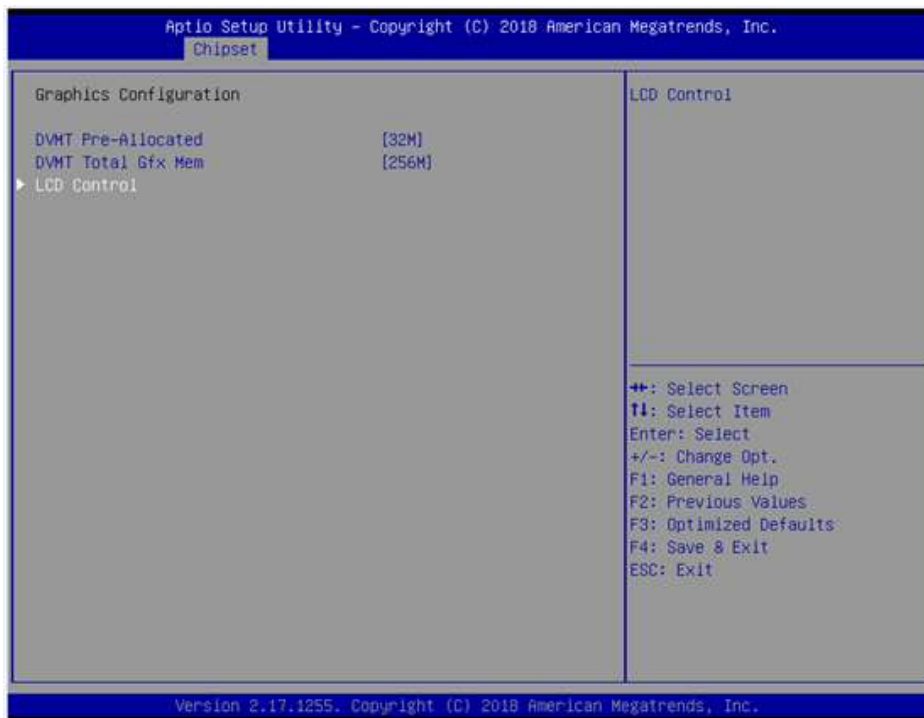 Aptio Setup Utility – Copyright (C) 2018 American Megatrends, Inc.
Chipset
Graphics Configuration
DVMT Pre-Allocated [32M]
DVMT Total Gfx Mem [256M]
LCD Control
LCD Control
→←: Select Screen
↑↓: Select Item
Enter: Select
+/-: Change Opt.
F1: General Help
F2: Previous Values
F3: Optimized Defaults
F4: Save & Exit
ESC: Exit
Version 2.17.1255. Copyright (C) 2018 American Megatrends, Inc.